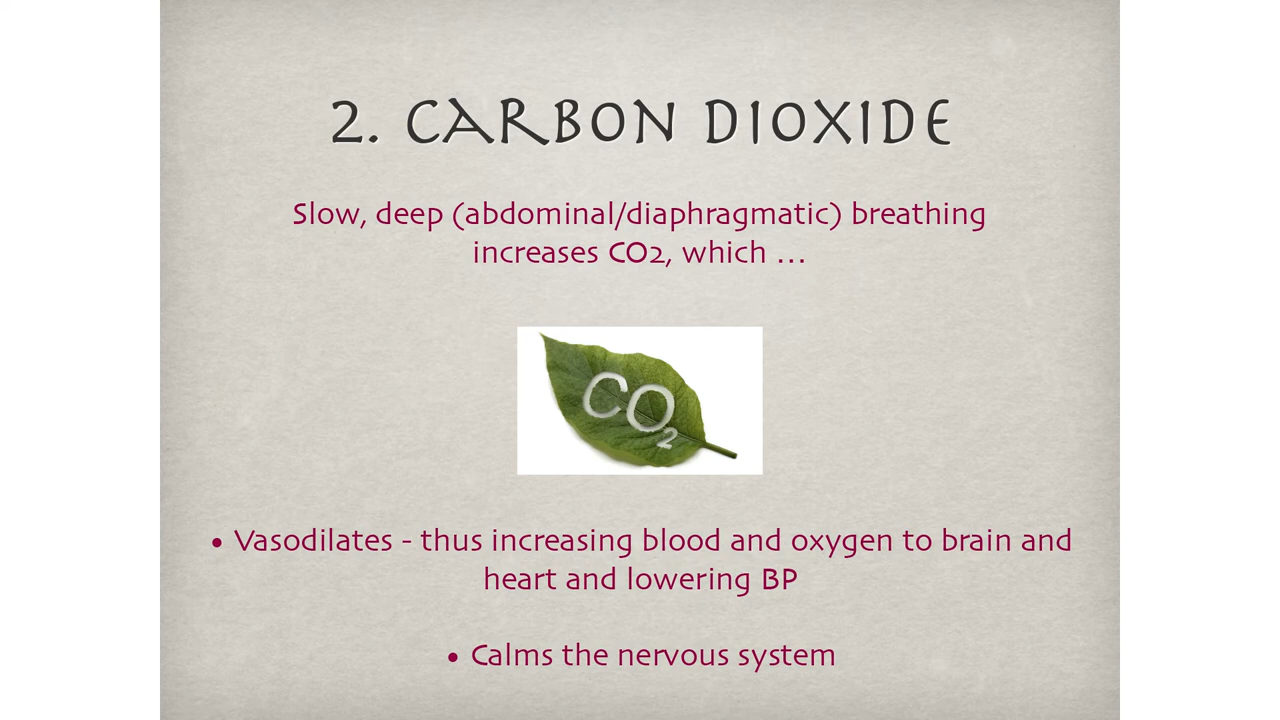 2. CARBON DIOXIDE
Slow, deep (abdominal/diaphragmatic) breathing
increases CO2, which ...
CO2
• Vasodilates - thus increasing blood and oxygen to brain and
heart and lowering BP
• Calms the nervous system